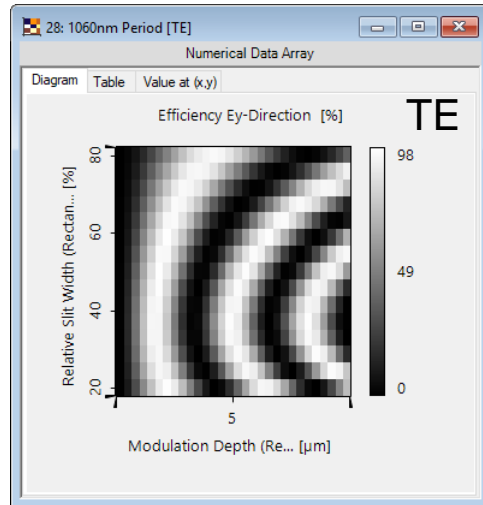 28: 1060nm Period [TE]
Numerical Data Array
Diagram Table Value at (x,y)
Efficiency Ey-Direction [%]
TE
Relative Slit Width (Rectan... [%]
80
60
40
20
98
49
0
5
Modulation Depth (Re... [µm]